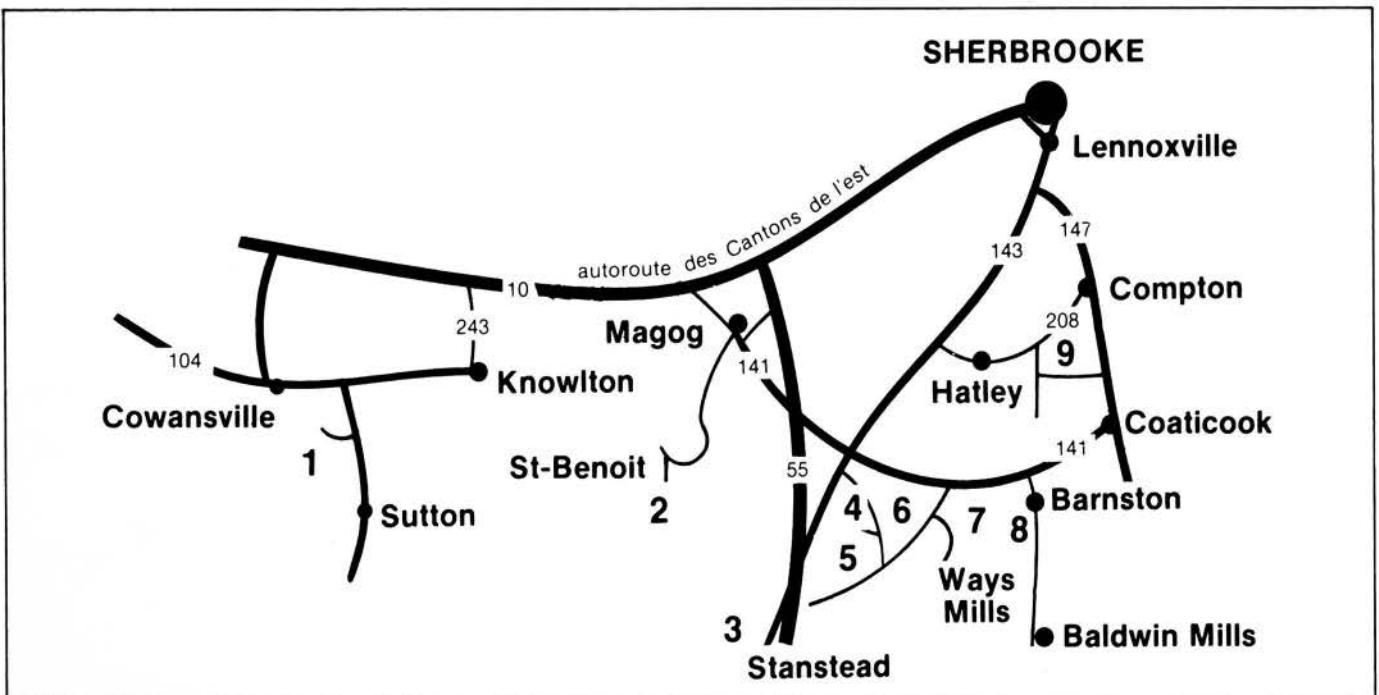 SHERBROOKE
Lennoxville
autoroute des Cantons de l'est
147
143
10
Compton
243
Magog
208
9
104
141
Knowlton
Hatley
Cowansville
Coaticook
1
St-Benoit
141
55
2
4
6
7
8
Barnston
Sutton
5
Ways
Mills
3
Baldwin Mills
Stanstead